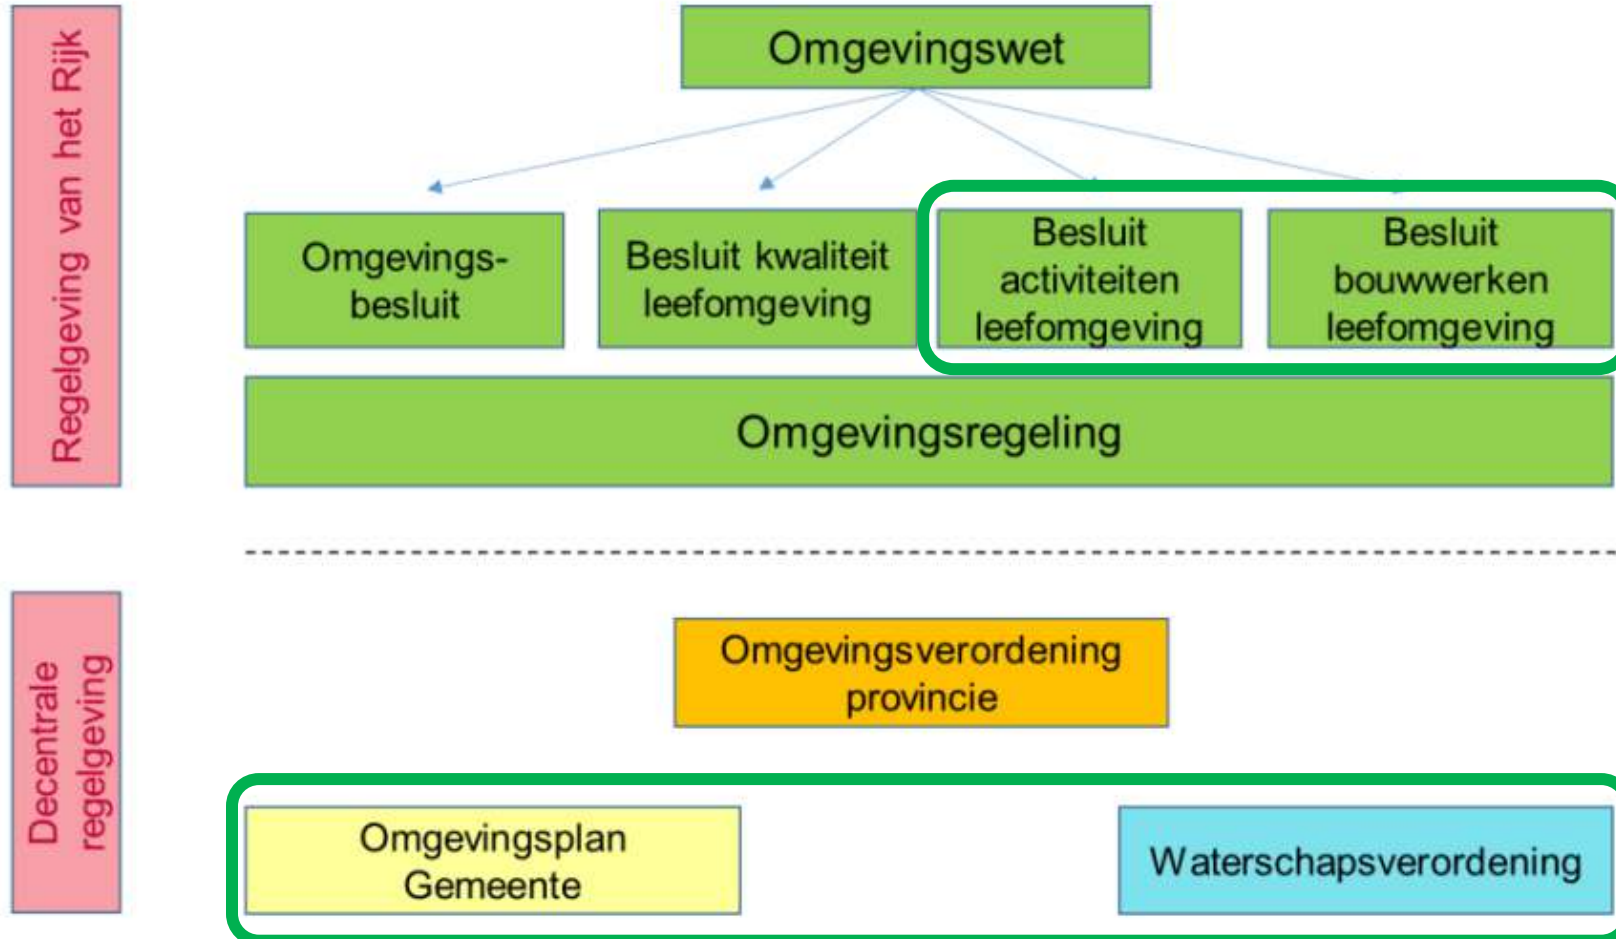 Regelgeving van het Rijk
Omgevingswet
Omgevings-
besluit
Besluit kwaliteit
leefomgeving
Besluit
activiteiten
leefomgeving
Besluit
bouwwerken
leefomgeving
Omgevingsregeling
Decentrale
regelgeving
Omgevingsverordening
provincie
Omgevingsplan
Gemeente
Waterschapsverordening